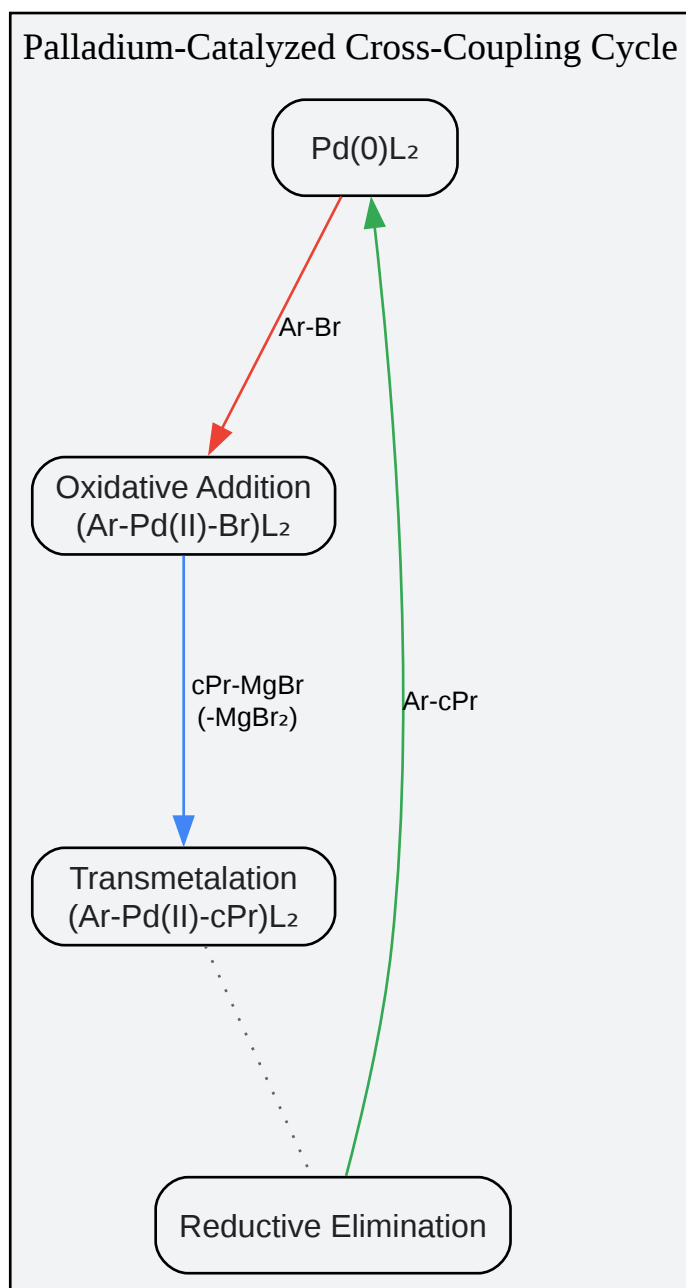 Palladium-Catalyzed Cross-Coupling Cycle
Pd(0)L₂
Ar-Br
Oxidative Addition
(Ar-Pd(II)-Br)L₂
cPr-MgBr
(-MgBr₂)
Ar-cPr
Transmetalation
(Ar-Pd(II)-cPr)L₂
Reductive Elimination